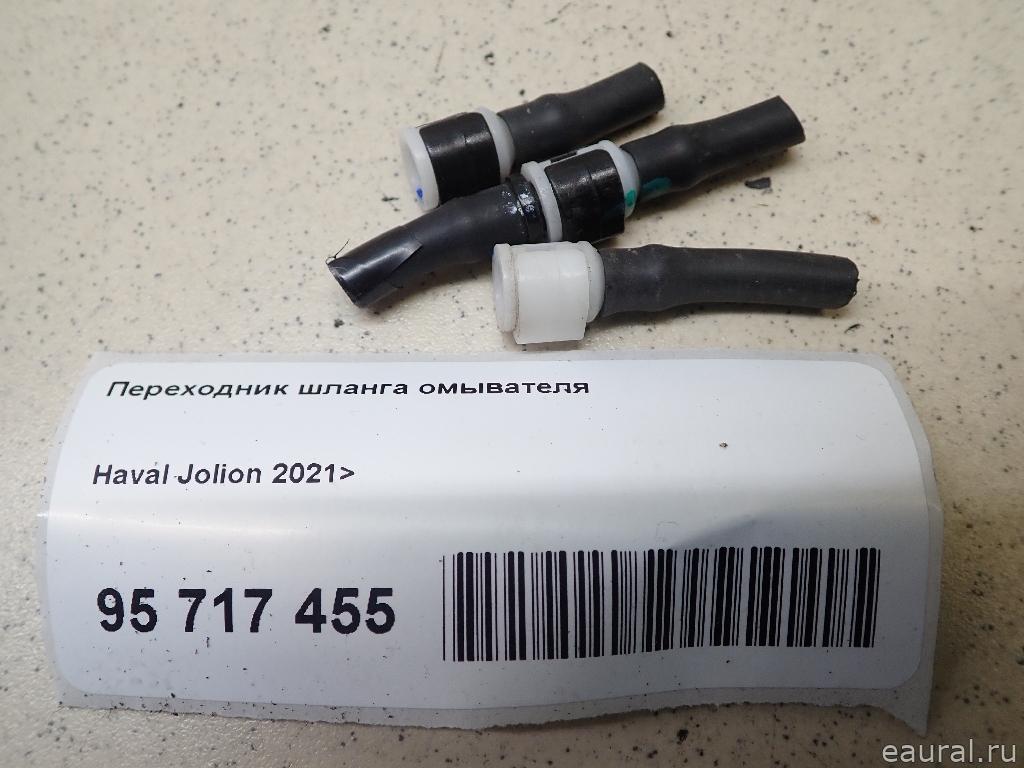 Переходник шланга омывателя
Haval Jolion 2021>
95 717 455
eaural.ru